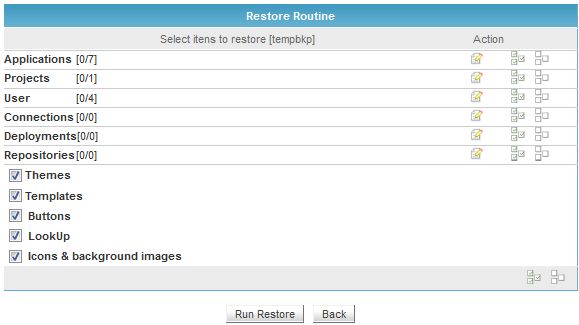 Restore Routine
Select itens to restore [tempbkp] Action
Applications [0/7]
Projects [0/1]
User [0/4]
Connections [0/0]
Deployments[0/0]
Repositories[0/0]
Themes
Templates
Buttons
LookUp
Icons & background images
Run Restore Back